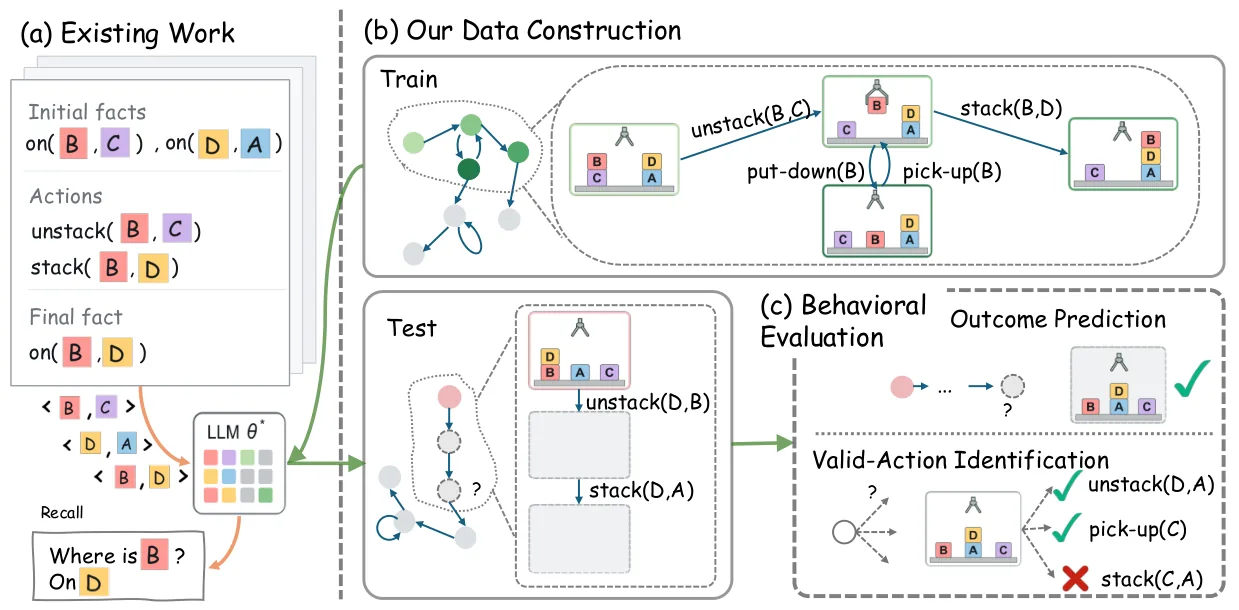 (a) Existing Work
Initial facts
on( B , C ) , on( D , A )
Actions
unstack( B , C )
stack( B , D )
Final fact
on( B , D )
< B , C >
< D , A >
< B , D >
LLM θ*
Recall
Where is B ?
On D
(b) Our Data Construction
Train
B
C
D
A
unstack(B,C)
B
C
D
A
stack(B,D)
B
D
C
A
put-down(B)
pick-up(B)
D
C
B
A
Test
?
D
B
A
C
unstack(D,B)
stack(D,A)
(c) Behavioral
Evaluation
Outcome Prediction
...
?
D
B
A
C
Valid-Action Identification
?
D
B
A
C
unstack(D,A)
pick-up(C)
stack(C,A)